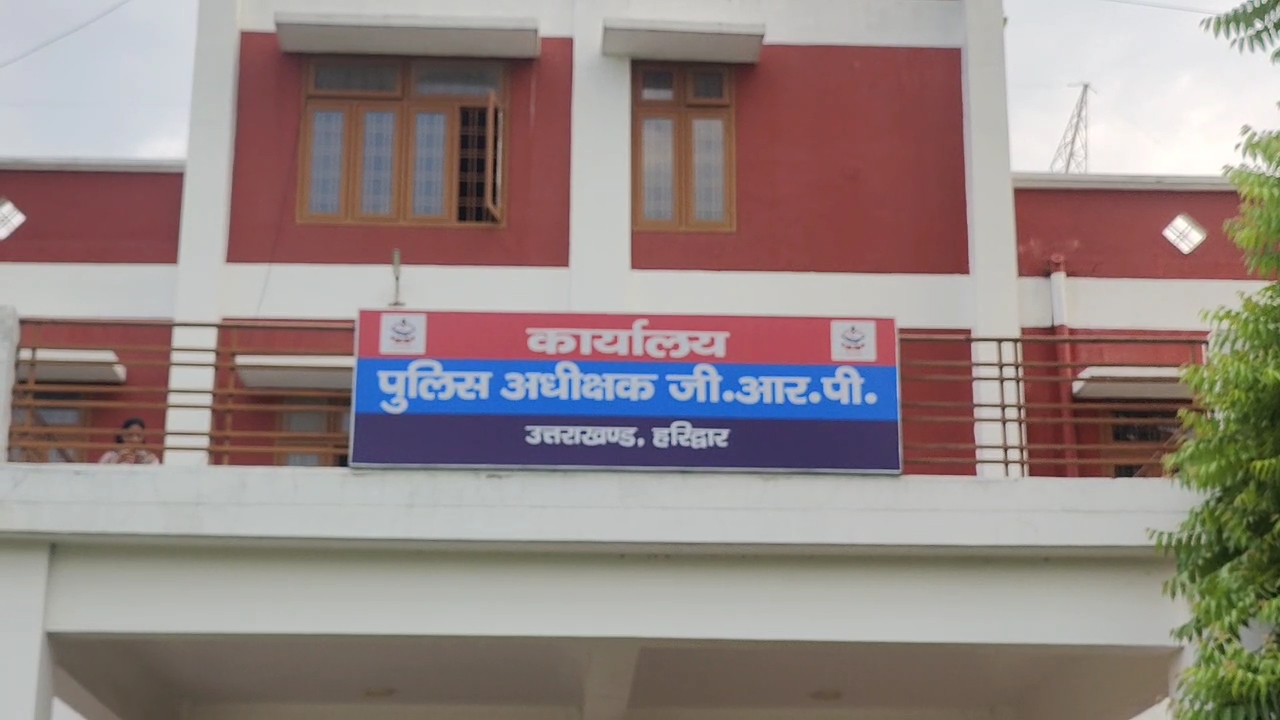 कार्यालय
पुलिस अधीक्षक जी.आर.पी.
उत्तराखण्ड, हरिद्वार